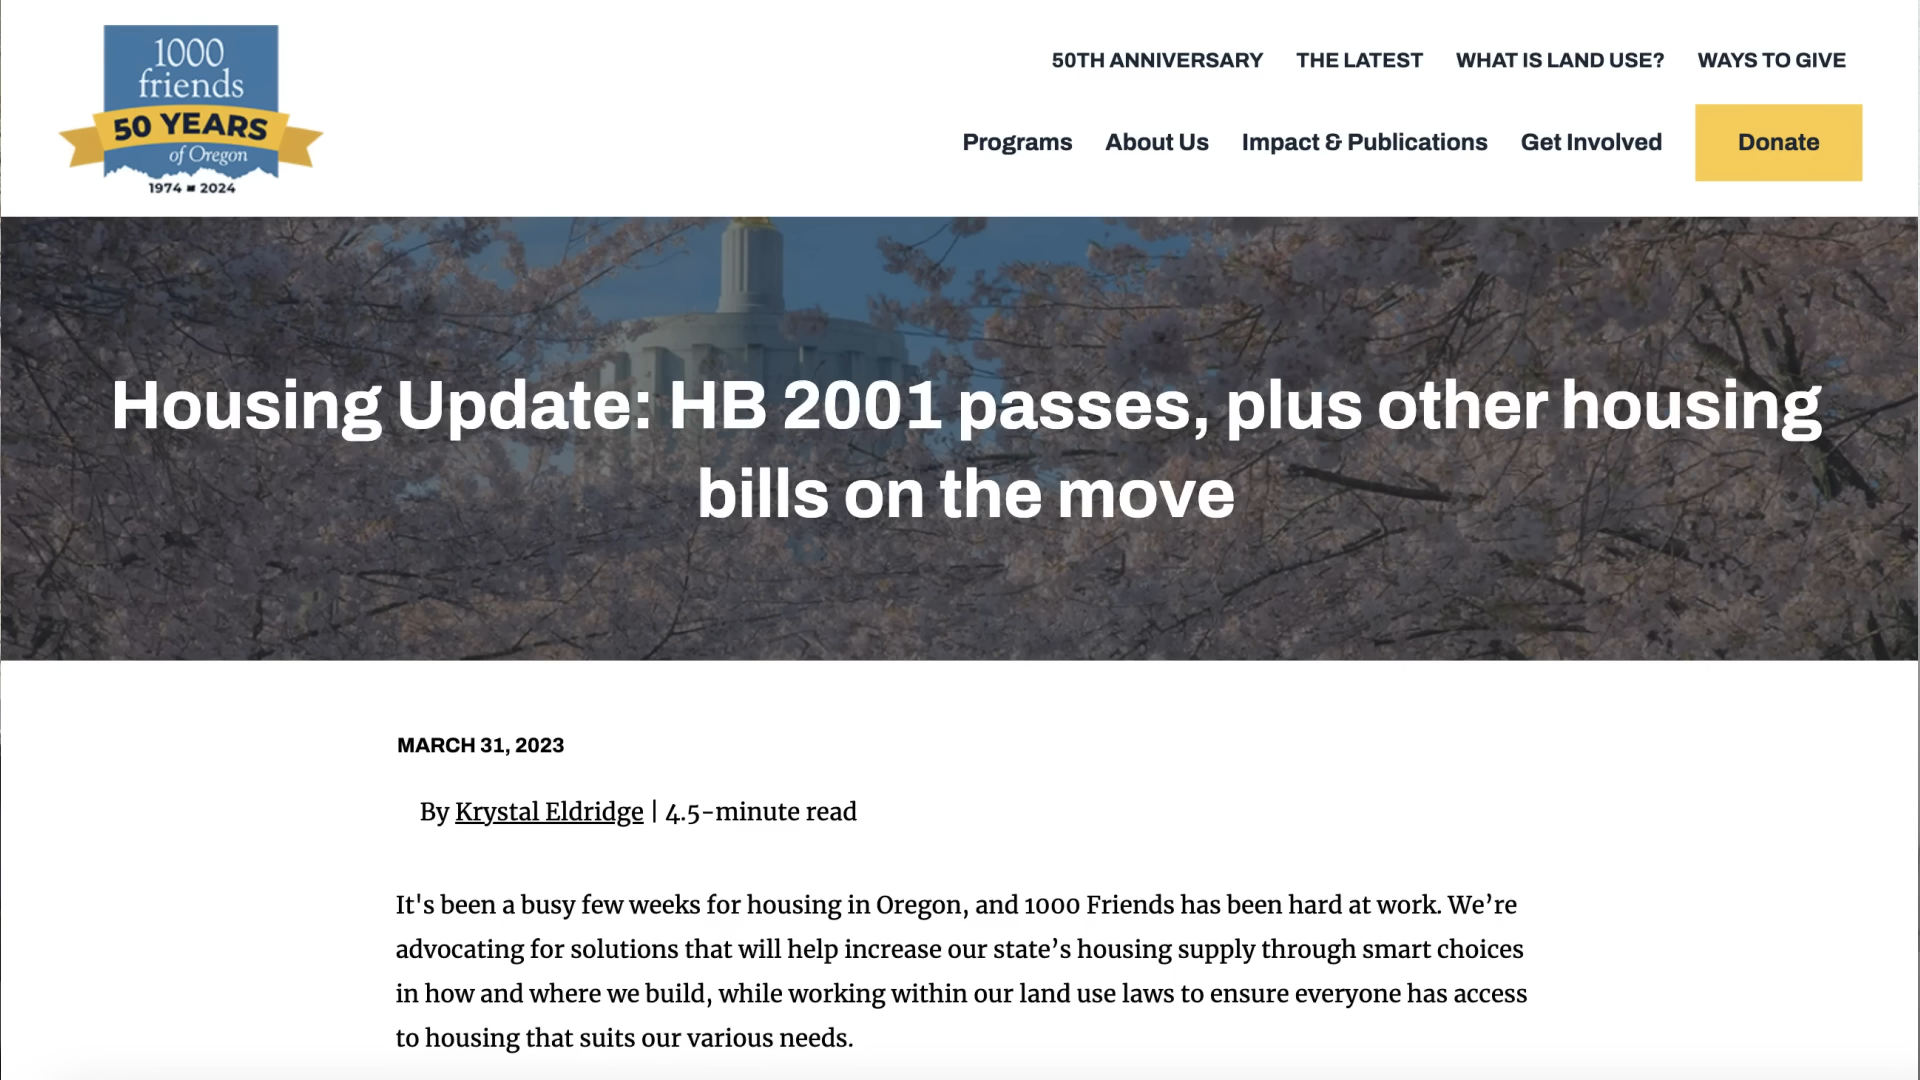 1000
friends
50 YEARS
of Oregon
1974 ▪ 2024
50TH ANNIVERSARY THE LATEST WHAT IS LAND USE? WAYS TO GIVE
Programs About Us Impact & Publications Get Involved Donate
Housing Update: HB 2001 passes, plus other housing
bills on the move
MARCH 31, 2023
By Krystal Eldridge | 4.5-minute read
It's been a busy few weeks for housing in Oregon, and 1000 Friends has been hard at work. We’re
advocating for solutions that will help increase our state’s housing supply through smart choices
in how and where we build, while working within our land use laws to ensure everyone has access
to housing that suits our various needs.